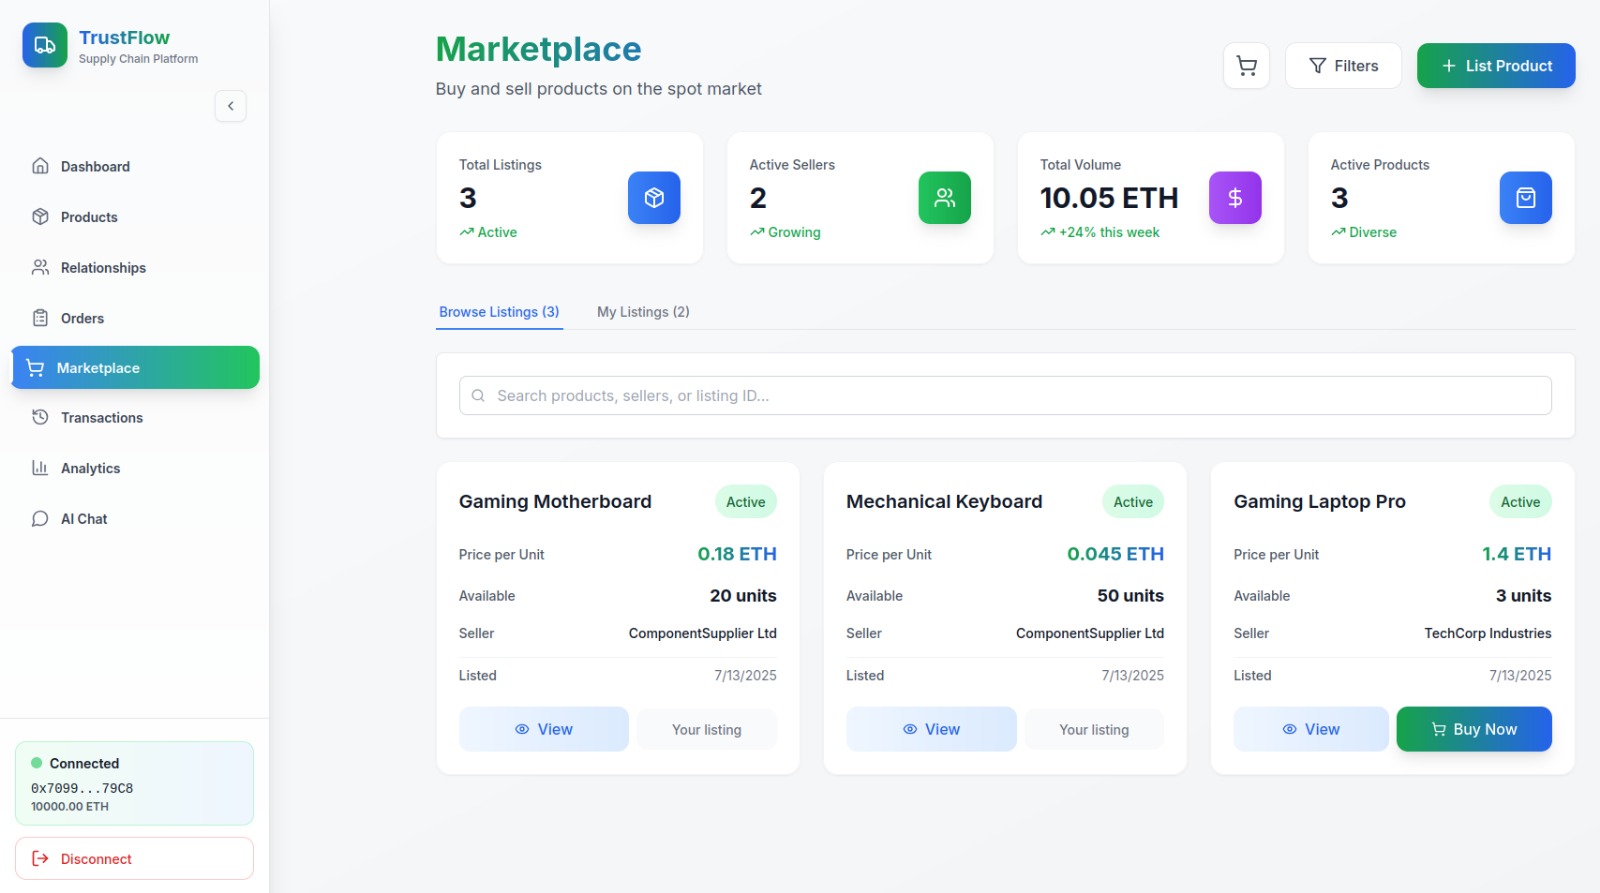 TrustFlow
Supply Chain Platform
Dashboard
Products
Relationships
Orders
Marketplace
Transactions
Analytics
AI Chat
Connected
0x7099...79C8
10000.00 ETH
Disconnect
Marketplace
Buy and sell products on the spot market
Filters
List Product
Total Listings
3
Active
Active Sellers
2
Growing
Total Volume
10.05 ETH
+24% this week
Active Products
3
Diverse
Browse Listings (3)
My Listings (2)
Search products, sellers, or listing ID...
Gaming Motherboard
Active
Price per Unit
0.18 ETH
Available
20 units
Seller
ComponentSupplier Ltd
Listed
7/13/2025
View
Your listing
Mechanical Keyboard
Active
Price per Unit
0.045 ETH
Available
50 units
Seller
ComponentSupplier Ltd
Listed
7/13/2025
View
Your listing
Gaming Laptop Pro
Active
Price per Unit
1.4 ETH
Available
3 units
Seller
TechCorp Industries
Listed
7/13/2025
View
Buy Now